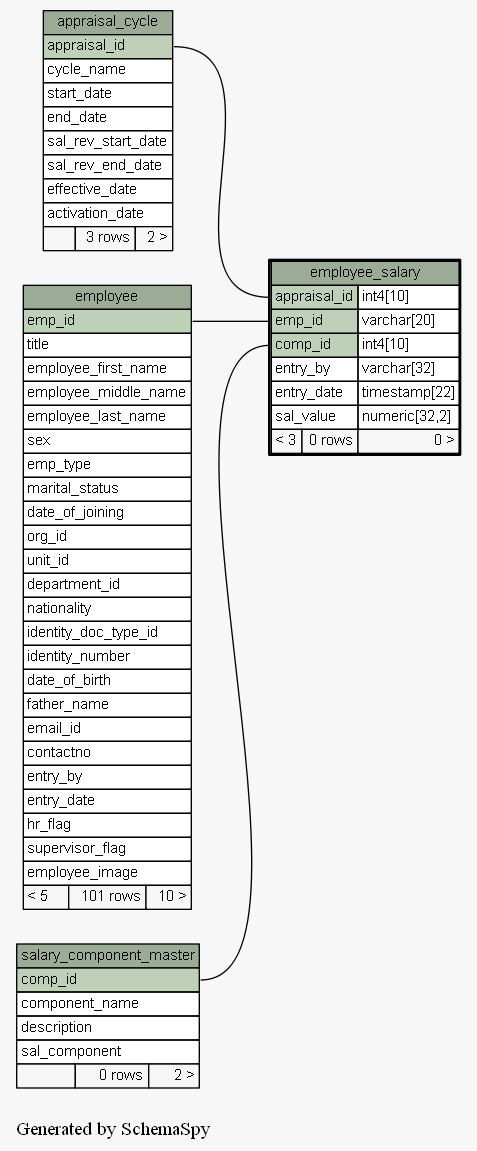 appraisal_cycle
appraisal_id
cycle_name
start_date
end_date
sal_rev_start_date
sal_rev_end_date
effective_date
activation_date
3 rows 2 >
employee_salary
appraisal_id int4[10]
emp_id varchar[20]
comp_id int4[10]
entry_by varchar[32]
entry_date timestamp[22]
sal_value numeric[32,2]
< 3 0 rows 0 >
employee
emp_id
title
employee_first_name
employee_middle_name
employee_last_name
sex
emp_type
marital_status
date_of_joining
org_id
unit_id
department_id
nationality
identity_doc_type_id
identity_number
date_of_birth
father_name
email_id
contactno
entry_by
entry_date
hr_flag
supervisor_flag
employee_image
< 5 101 rows 10 >
salary_component_master
comp_id
component_name
description
sal_component
0 rows 2 >
Generated by SchemaSpy